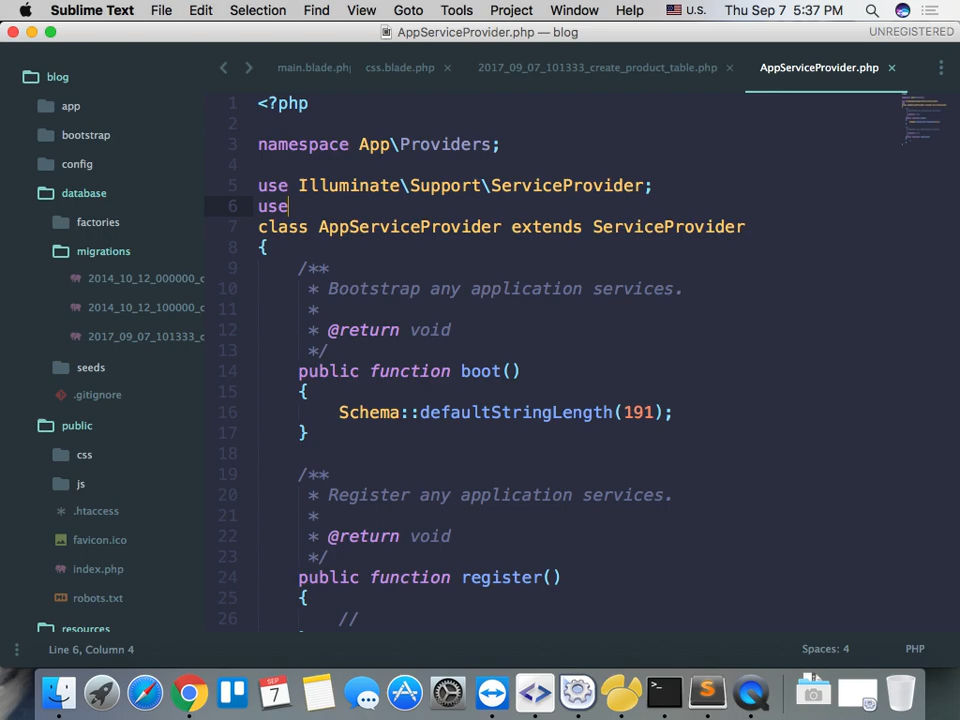 Sublime Text File Edit Selection Find View Goto Tools Project Window Help U.S. Thu Sep 7 5:37 PM
AppServiceProvider.php — blog UNREGISTERED
main.blade.php css.blade.php × 2017_09_07_101333_create_product_table.php × AppServiceProvider.php ×
blog
app
bootstrap
config
database
factories
migrations
2014_10_12_000000_c
2014_10_12_100000_c
2017_09_07_101333_c
seeds
.gitignore
public
css
js
.htaccess
favicon.ico
index.php
robots.txt
resources
1 <?php
2
3 namespace App\Providers;
4
5 use Illuminate\Support\ServiceProvider;
6 use
7 class AppServiceProvider extends ServiceProvider
8 {
9 /**
10 * Bootstrap any application services.
11 *
12 * @return void
13 */
14 public function boot()
15 {
16 Schema::defaultStringLength(191);
17 }
18
19 /**
20 * Register any application services.
21 *
22 * @return void
23 */
24 public function register()
25 {
26 //
Line 6, Column 4 Spaces: 4 PHP
SEP
7